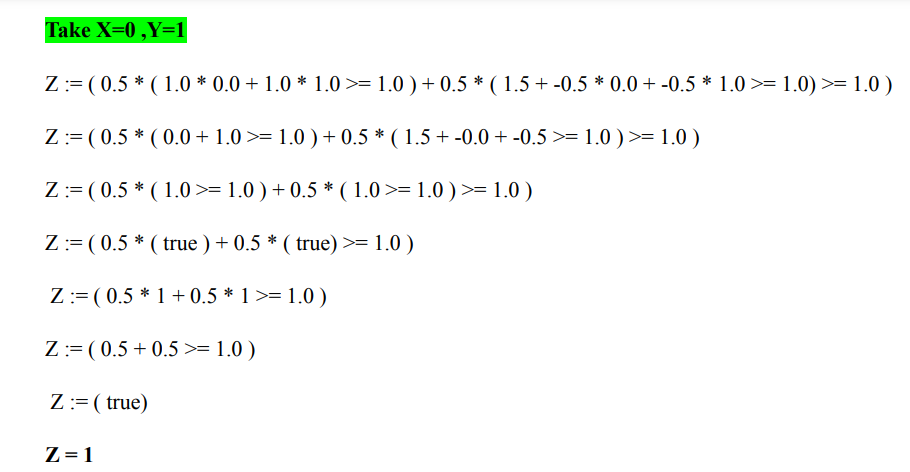 Take X=0 ,Y=1
Z := ( 0.5 * ( 1.0 * 0.0 + 1.0 * 1.0 >= 1.0 ) + 0.5 * ( 1.5 + -0.5 * 0.0 + -0.5 * 1.0 >= 1.0) >= 1.0 )
Z := ( 0.5 * ( 0.0 + 1.0 >= 1.0 ) + 0.5 * ( 1.5 + -0.0 + -0.5 >= 1.0 ) >= 1.0 )
Z := ( 0.5 * ( 1.0 >= 1.0 ) + 0.5 * ( 1.0 >= 1.0 ) >= 1.0 )
Z := ( 0.5 * ( true ) + 0.5 * ( true) >= 1.0 )
Z := ( 0.5 * 1 + 0.5 * 1 >= 1.0 )
Z := ( 0.5 + 0.5 >= 1.0 )
Z := ( true)
Z = 1